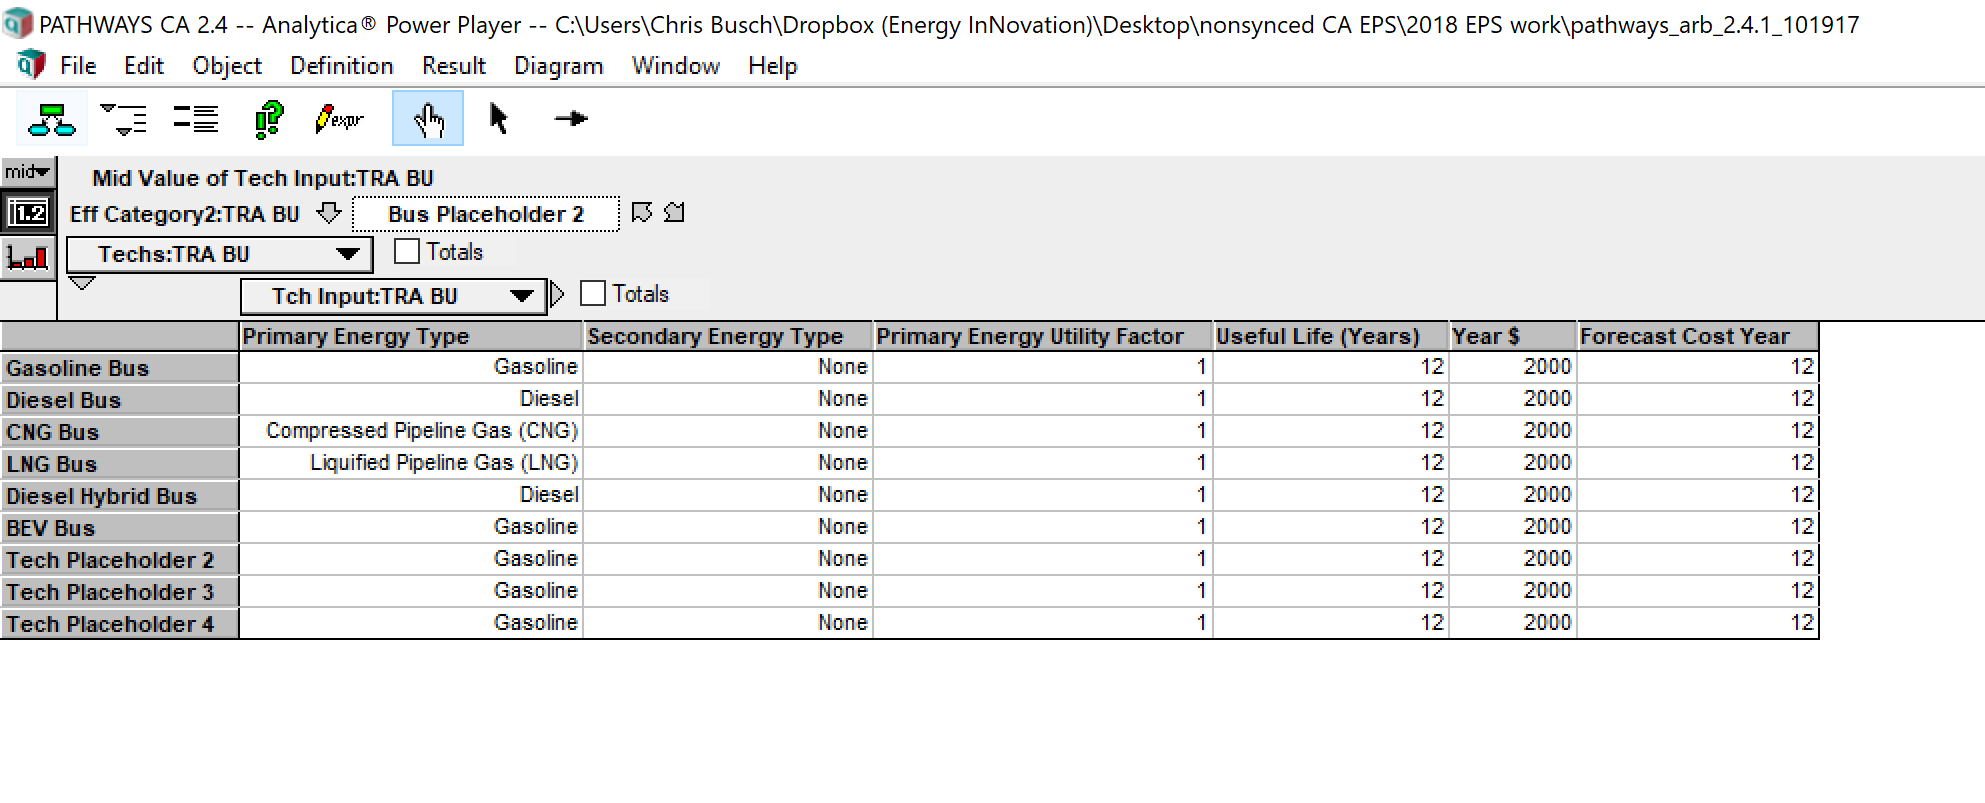 PATHWAYS CA 2.4 -- Analytica® Power Player -- C:\Users\Chris Busch\Dropbox (Energy InNovation)\Desktop\nonsynced CA EPS\2018 EPS work\pathways_arb_2.4.1_101917
File Edit Object Definition Result Diagram Window Help
expr
mid Mid Value of Tech Input:TRA BU
1.2 Eff Category2:TRA BU Bus Placeholder 2
Techs:TRA BU Totals
Tch Input:TRA BU Totals
Primary Energy Type Secondary Energy Type Primary Energy Utility Factor Useful Life (Years) Year $ Forecast Cost Year
Gasoline Bus Gasoline None 1 12 2000 12
Diesel Bus Diesel None 1 12 2000 12
CNG Bus Compressed Pipeline Gas (CNG) None 1 12 2000 12
LNG Bus Liquified Pipeline Gas (LNG) None 1 12 2000 12
Diesel Hybrid Bus Diesel None 1 12 2000 12
BEV Bus Gasoline None 1 12 2000 12
Tech Placeholder 2 Gasoline None 1 12 2000 12
Tech Placeholder 3 Gasoline None 1 12 2000 12
Tech Placeholder 4 Gasoline None 1 12 2000 12